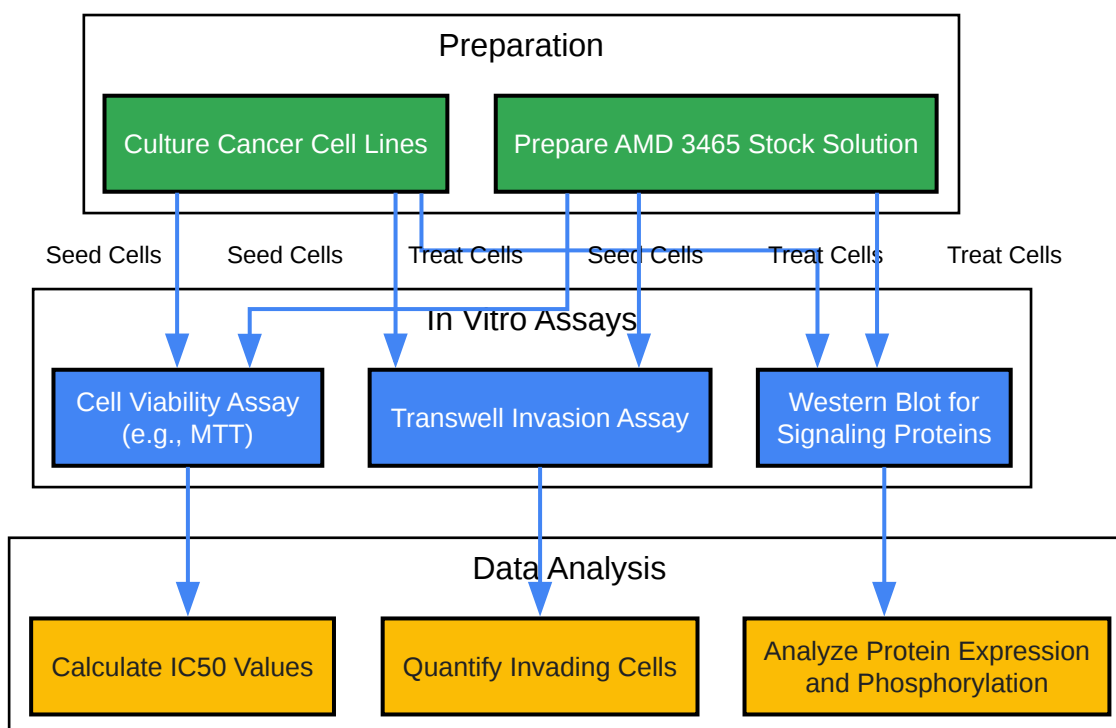 Preparation
Culture Cancer Cell Lines
Prepare AMD 3465 Stock Solution
Seed Cells
Seed Cells
Treat Cells
Seed Cells
Treat Cells
Treat Cells
In Vitro Assays
Cell Viability Assay
(e.g., MTT)
Transwell Invasion Assay
Western Blot for
Signaling Proteins
Data Analysis
Calculate IC50 Values
Quantify Invading Cells
Analyze Protein Expression
and Phosphorylation